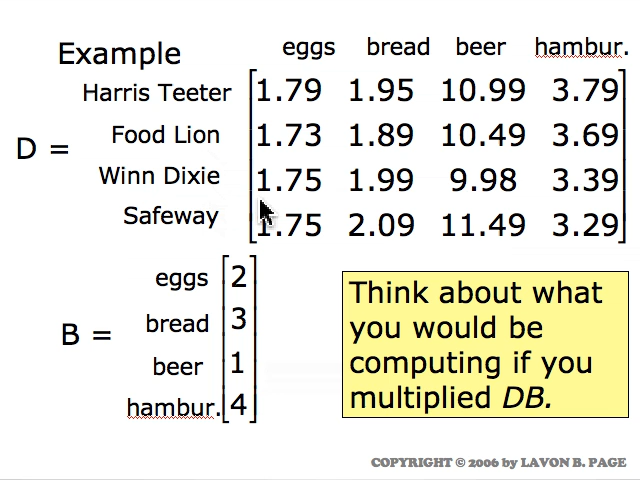 Example
eggs bread beer hambur.
Harris Teeter 1.79 1.95 10.99 3.79
D =
Food Lion 1.73 1.89 10.49 3.69
Winn Dixie 1.75 1.99 9.98 3.39
Safeway 1.75 2.09 11.49 3.29
B =
eggs 2
bread 3
beer 1
hambur. 4
Think about what
you would be
computing if you
multiplied DB.
COPYRIGHT © 2006 by LAVON B. PAGE